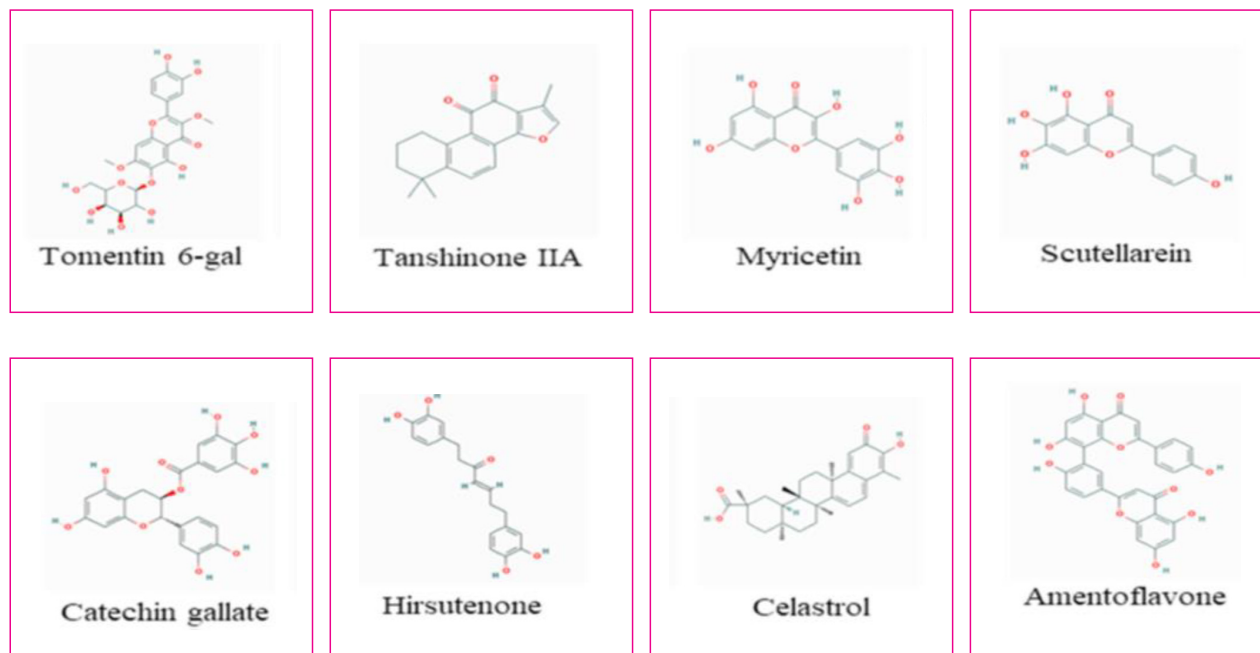 Tomentin 6-gal
Tanshinone IIA
Myricetin
Scutellarein
Catechin gallate
Hirsutenone
Celastrol
Amentoflavone